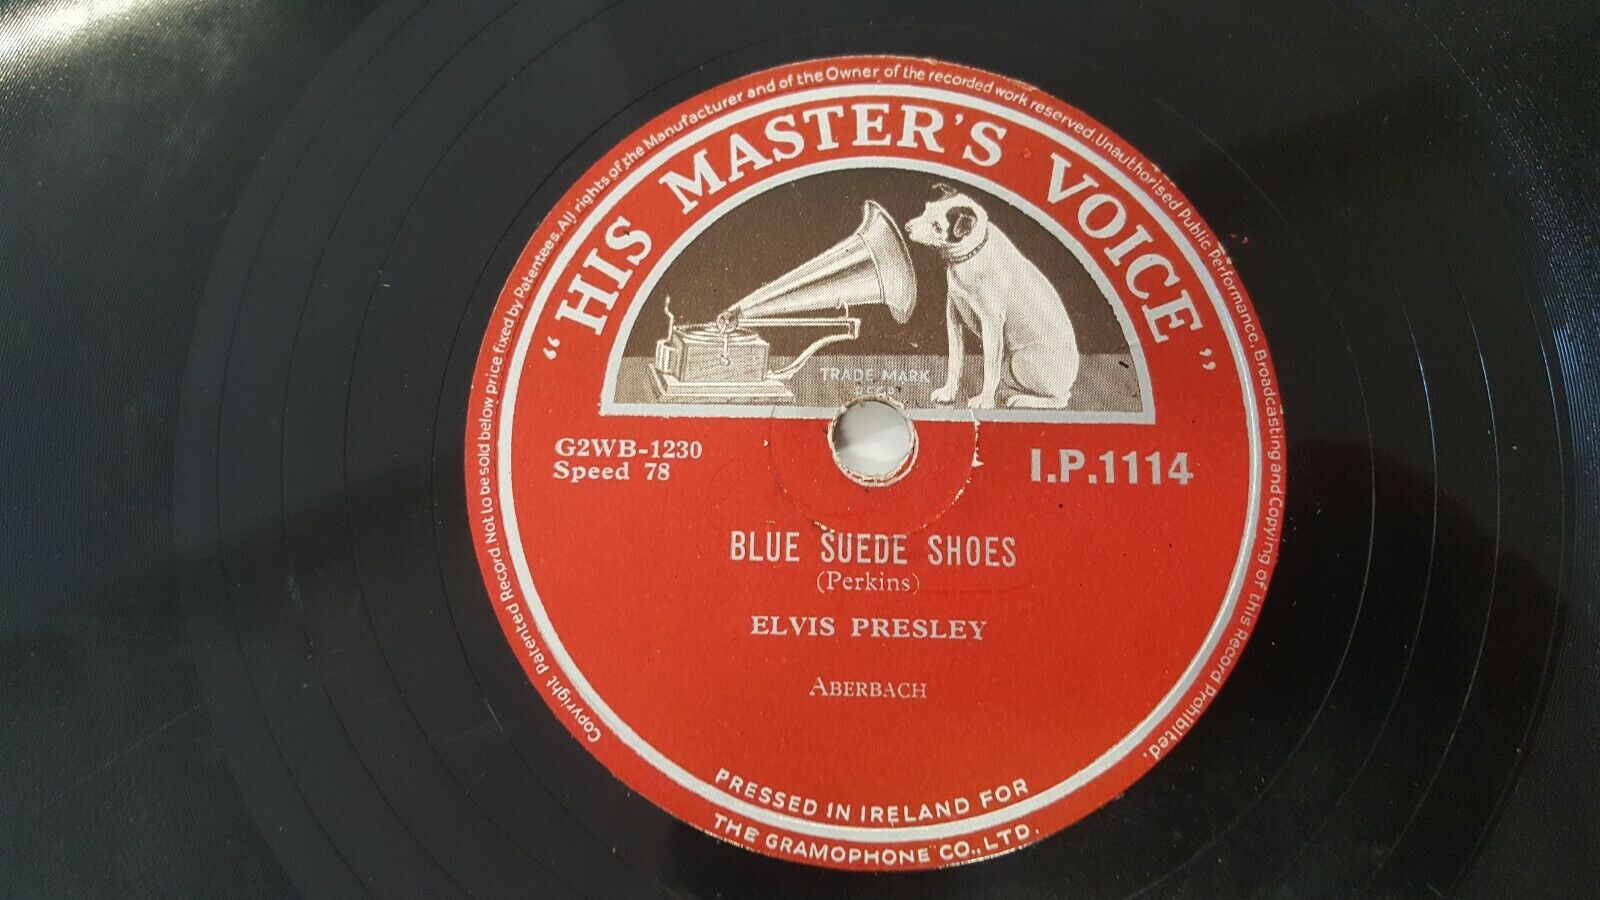 Copyright Patented Record. Not to be sold below price fixed by Patentees. All rights of the Manufacturer and of the Owner of the recorded work reserved. Unauthorised Public Performance, Broadcasting and Copying of this Record Prohibited.
"HIS MASTER'S VOICE"
TRADE MARK
G2WB-1230
Speed 78
I.P.1114
BLUE SUEDE SHOES
(Perkins)
ELVIS PRESLEY
ABERBACH
PRESSED IN IRELAND FOR
THE GRAMOPHONE CO., LTD.